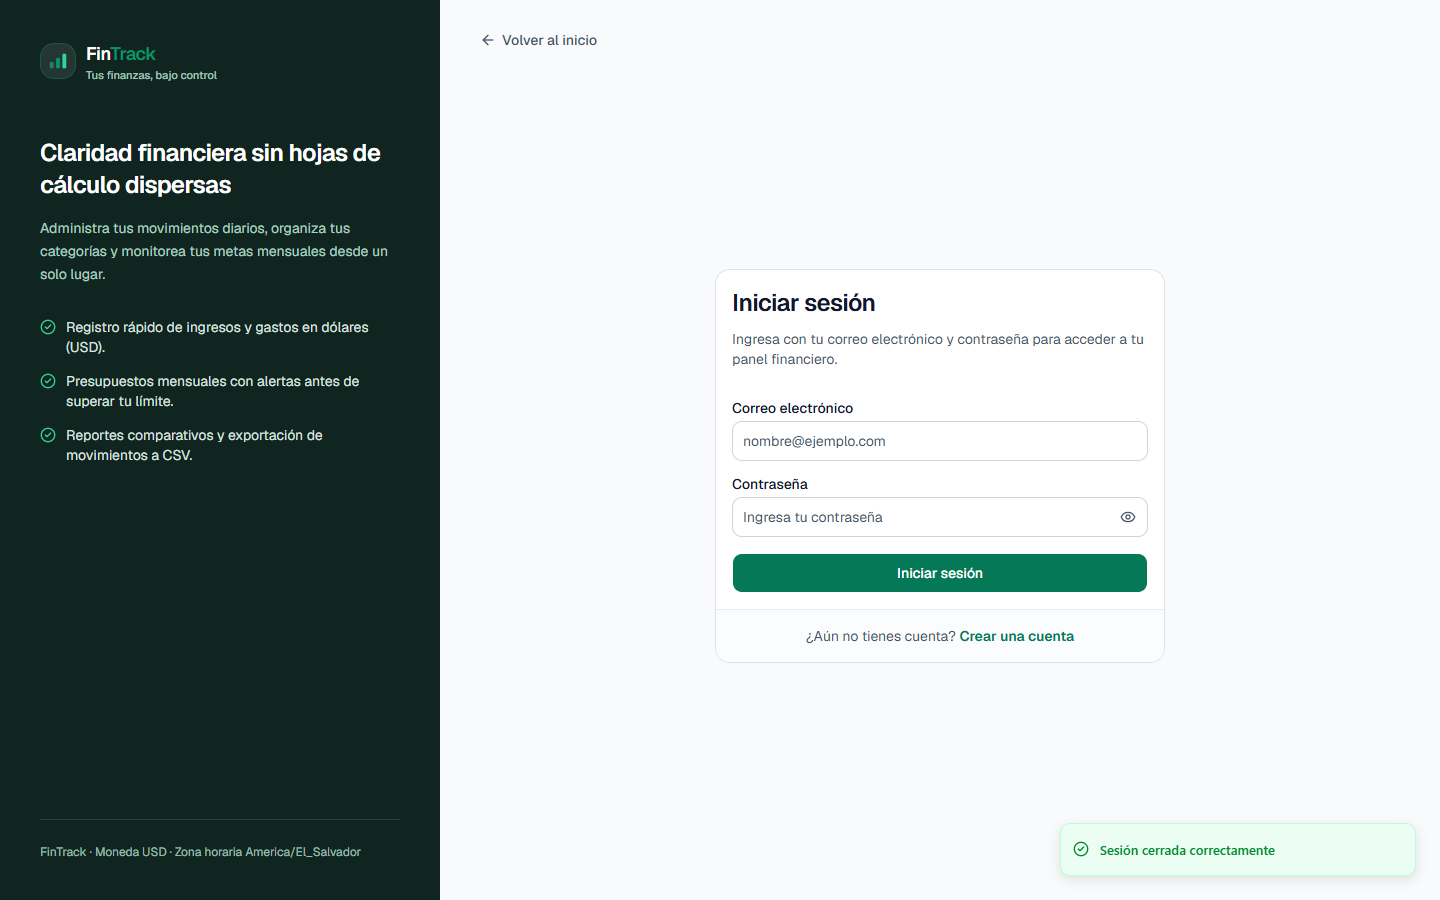 FinTrack
Tus finanzas, bajo control
Claridad financiera sin hojas de
cálculo dispersas
Administra tus movimientos diarios, organiza tus
categorías y monitorea tus metas mensuales desde un
solo lugar.
Registro rápido de ingresos y gastos en dólares
(USD).
Presupuestos mensuales con alertas antes de
superar tu límite.
Reportes comparativos y exportación de
movimientos a CSV.
FinTrack · Moneda USD · Zona horaria America/El_Salvador
Volver al inicio
Iniciar sesión
Ingresa con tu correo electrónico y contraseña para acceder a tu
panel financiero.
Correo electrónico
nombre@ejemplo.com
Contraseña
Ingresa tu contraseña
Iniciar sesión
¿Aún no tienes cuenta? Crear una cuenta
Sesión cerrada correctamente